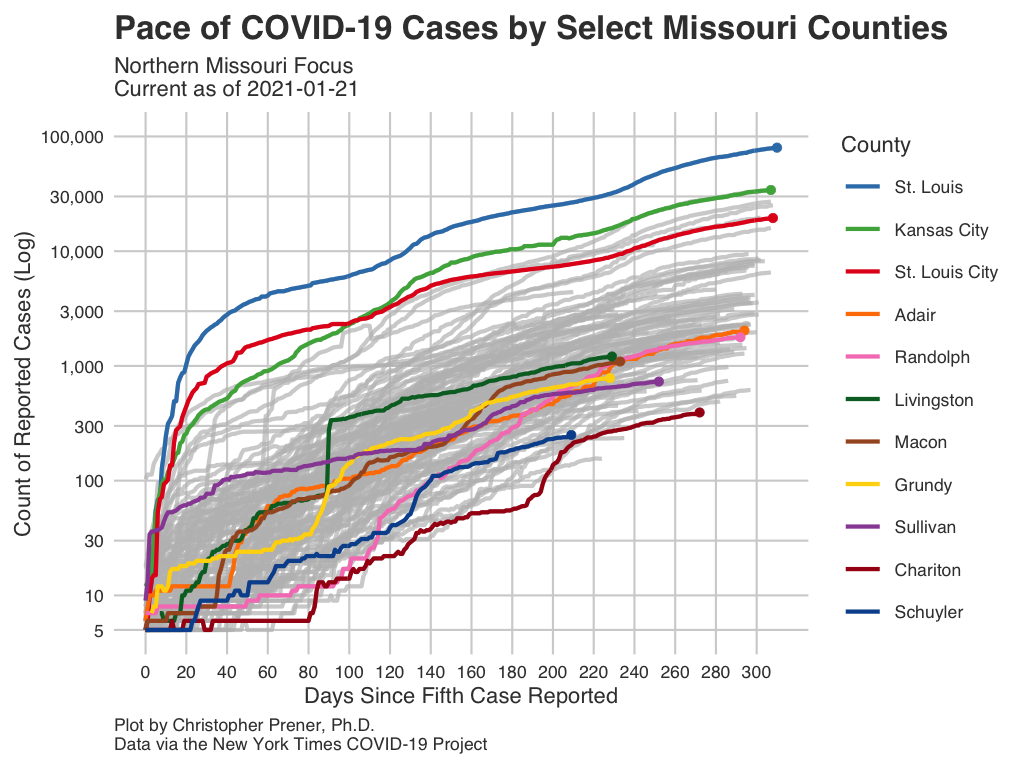 Pace of COVID-19 Cases by Select Missouri Counties
Northern Missouri Focus
Current as of 2021-01-21
Count of Reported Cases (Log)
100,000
30,000
10,000
3,000
1,000
300
100
30
10
5
0 20 40 60 80 100 120 140 160 180 200 220 240 260 280 300
Days Since Fifth Case Reported
County
St. Louis
Kansas City
St. Louis City
Adair
Randolph
Livingston
Macon
Grundy
Sullivan
Chariton
Schuyler
Plot by Christopher Prener, Ph.D.
Data via the New York Times COVID-19 Project